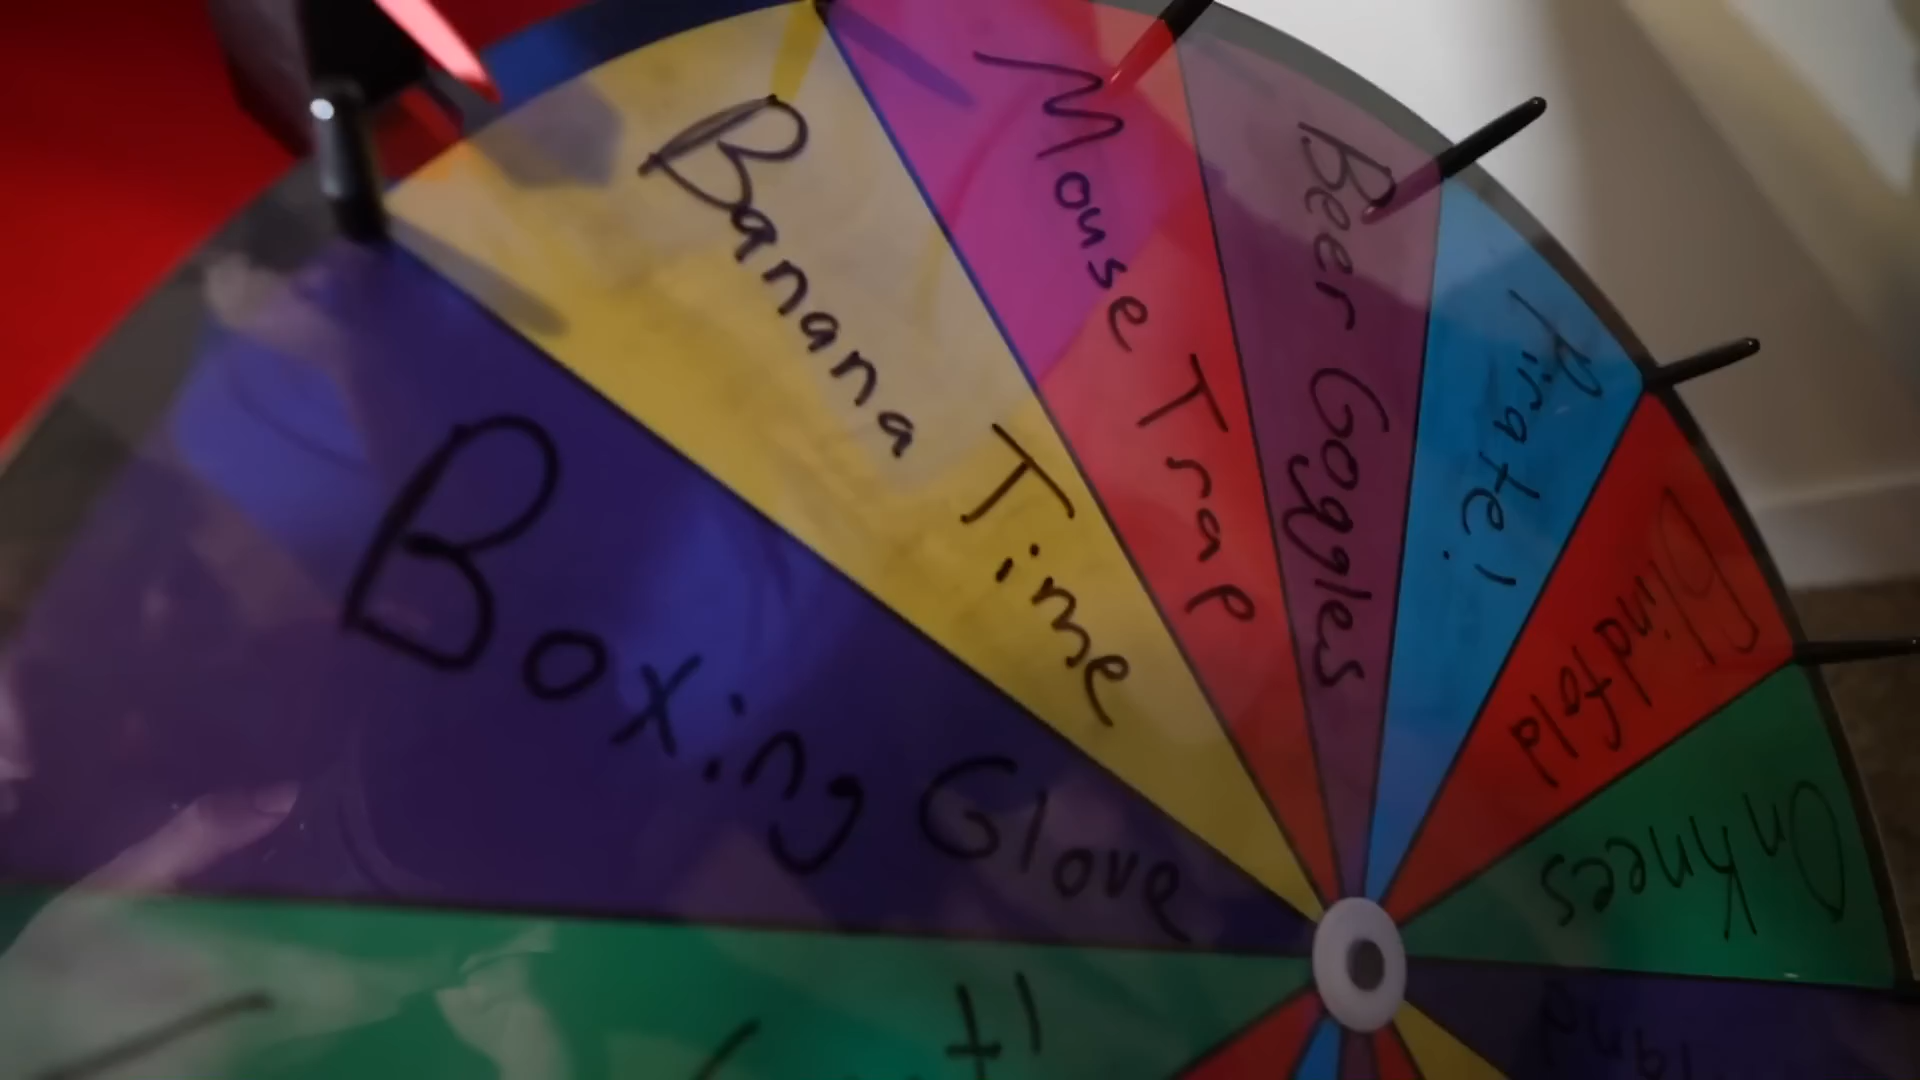 Boxing Glove
Banana Time
Mouse Trap
Beer Goggles
Pirate!
Blindfold
On Knees